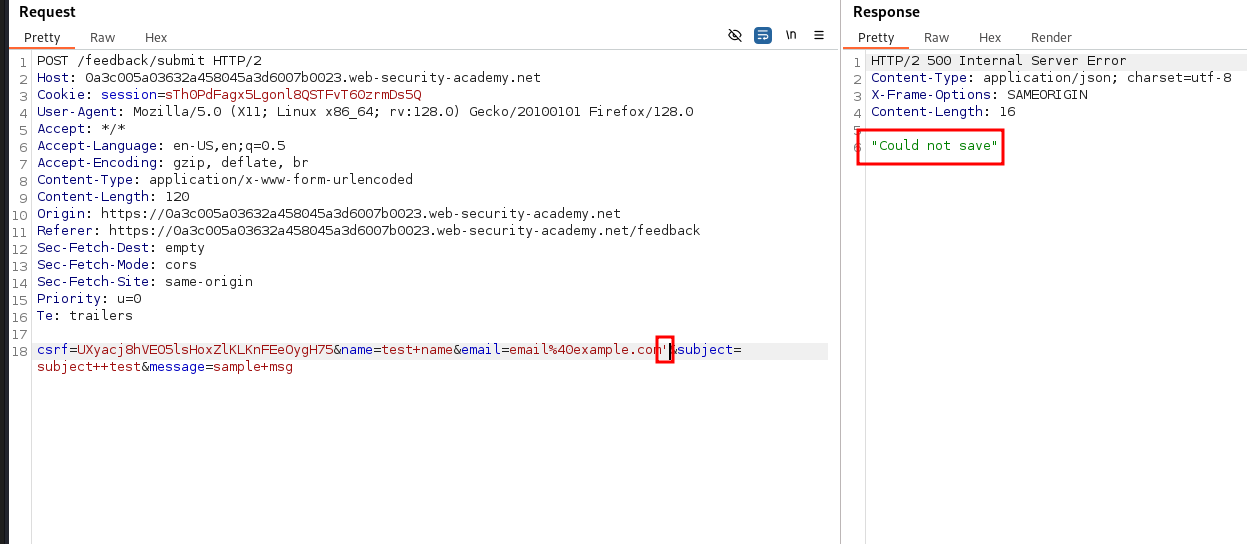 Request
Pretty Raw Hex
\n
1 POST /feedback/submit HTTP/2
2 Host: 0a3c005a03632a458045a3d6007b0023.web-security-academy.net
3 Cookie: session=sTh0PdFagx5Lgonl8QSTFvT60zrmDs5Q
4 User-Agent: Mozilla/5.0 (X11; Linux x86_64; rv:128.0) Gecko/20100101 Firefox/128.0
5 Accept: */*
6 Accept-Language: en-US,en;q=0.5
7 Accept-Encoding: gzip, deflate, br
8 Content-Type: application/x-www-form-urlencoded
9 Content-Length: 120
10 Origin: https://0a3c005a03632a458045a3d6007b0023.web-security-academy.net
11 Referer: https://0a3c005a03632a458045a3d6007b0023.web-security-academy.net/feedback
12 Sec-Fetch-Dest: empty
13 Sec-Fetch-Mode: cors
14 Sec-Fetch-Site: same-origin
15 Priority: u=0
16 Te: trailers
17
18 csrf=UXyacj8hVEO5lsHoxZlKLKnFEeOygH75&name=test+name&email=email%40example.com'&subject=
subject++test&message=sample+msg
Response
Pretty Raw Hex Render
1 HTTP/2 500 Internal Server Error
2 Content-Type: application/json; charset=utf-8
3 X-Frame-Options: SAMEORIGIN
4 Content-Length: 16
5
6 "Could not save"